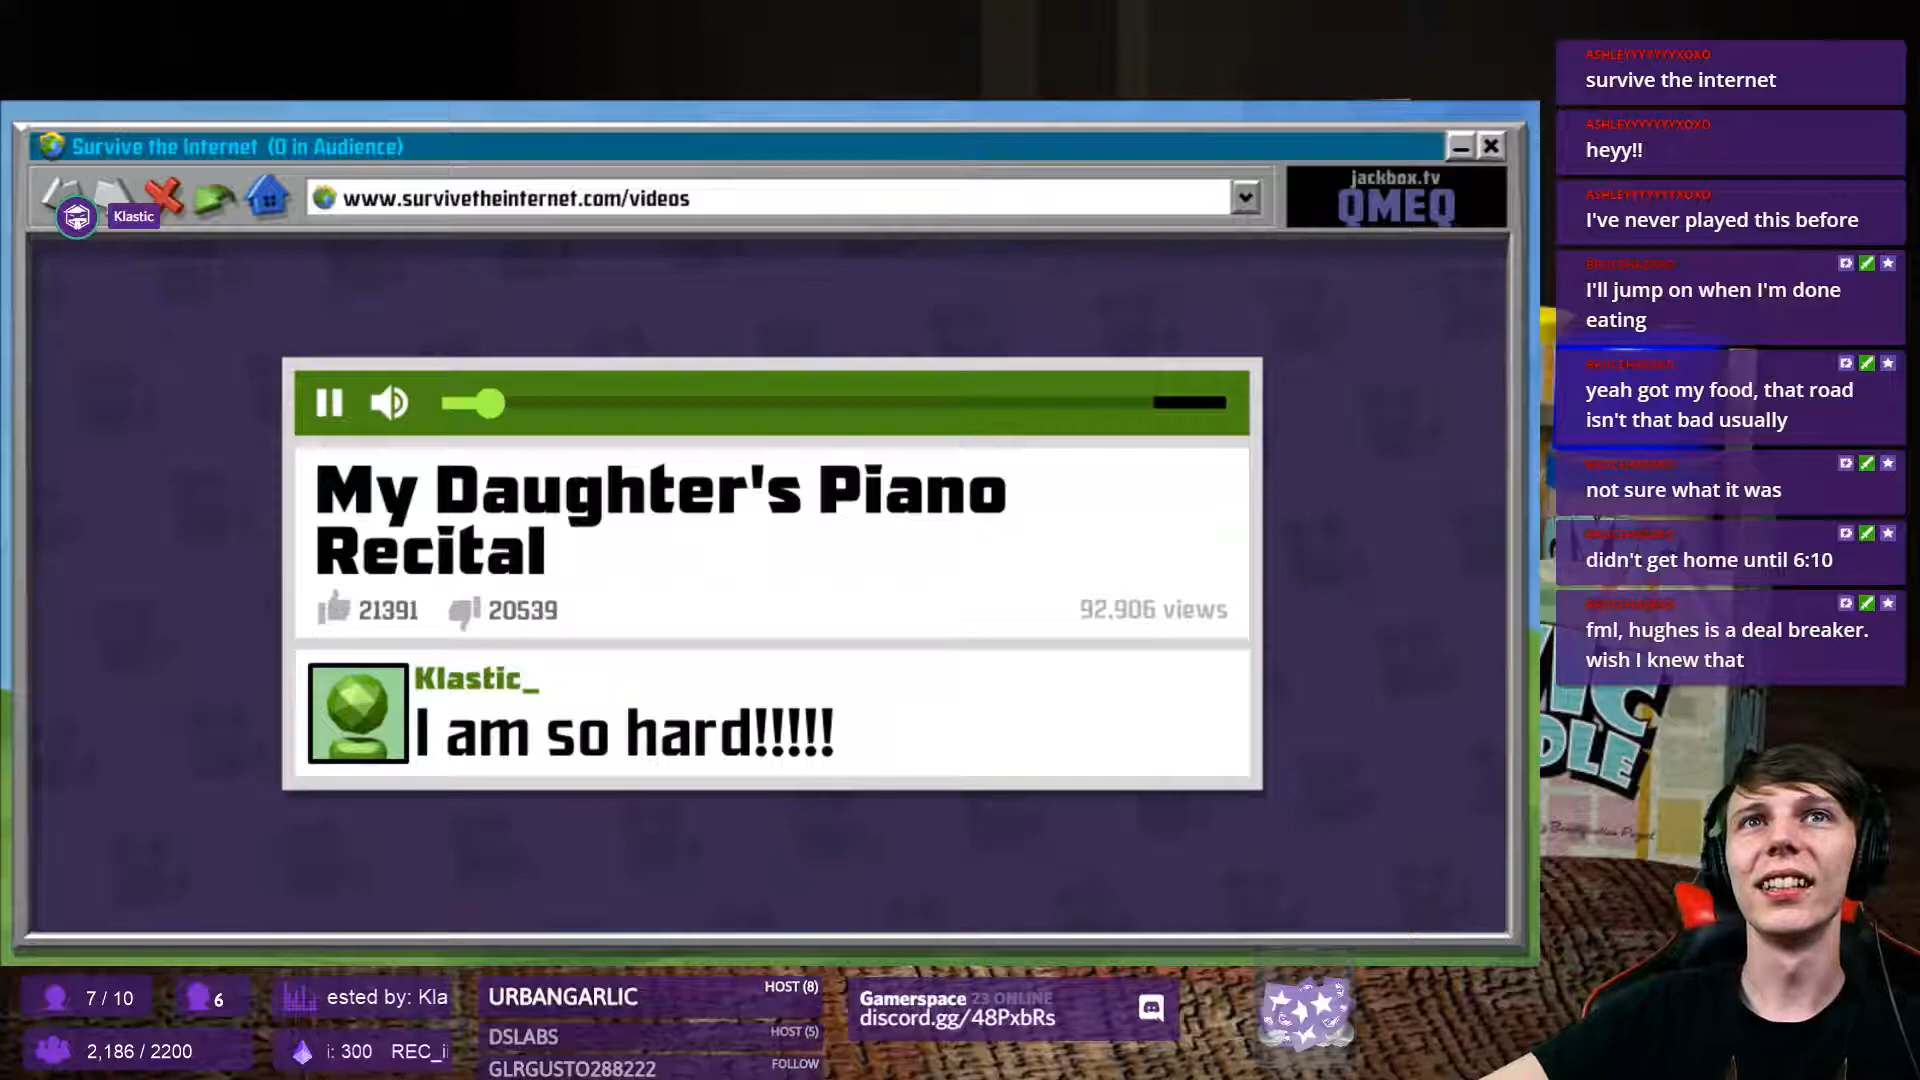 Survive the Internet (0 in Audience)
www.survivetheinternet.com/videos
jackbox.tv
QMEQ
Klastic
My Daughter's Piano
Recital
21391
20539
92,906 views
Klastic_
I am so hard!!!!!
ASHLEYYYYYYYXOXO
survive the internet
ASHLEYYYYYYYXOXO
heyy!!
ASHLEYYYYYYYXOXO
I've never played this before
I'll jump on when I'm done
eating
yeah got my food, that road
isn't that bad usually
not sure what it was
didn't get home until 6:10
fml, hughes is a deal breaker.
wish I knew that
7 / 10
6
ested by: Kla
2,186 / 2200
i: 300 REC_i
URBANGARLIC HOST (8)
DSLABS HOST (5)
GLRGUSTO288222 FOLLOW
Gamerspace 23 ONLINE
discord.gg/48PxbRs